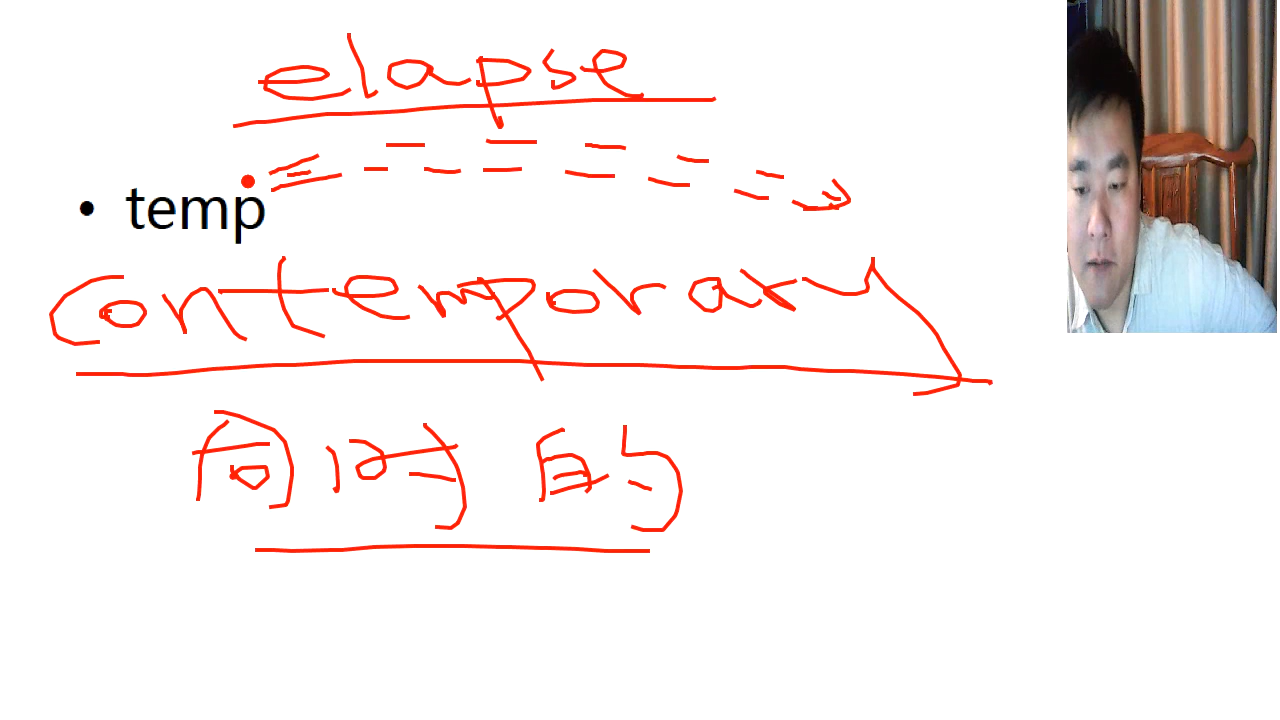 elapse
• temp
contemporary
同时的